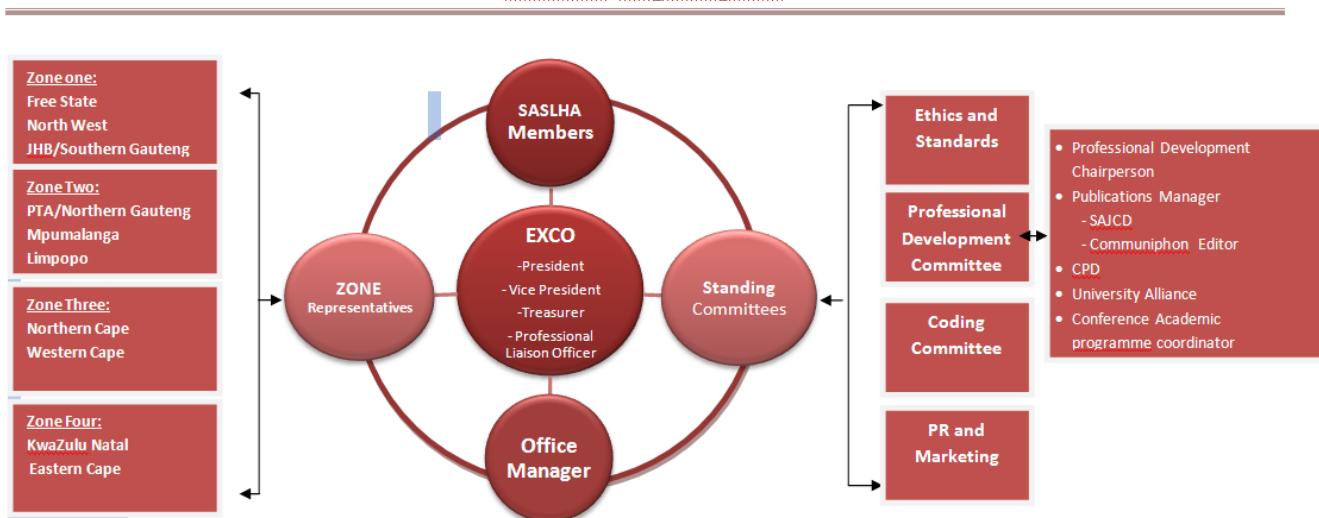 Zone one:
Free State
North West
JHB/Southern Gauteng
Zone Two:
PTA/Northern Gauteng
Mpumalanga
Limpopo
Zone Three:
Northern Cape
Western Cape
Zone Four:
KwaZulu Natal
Eastern Cape
SASLHA
Members
ZONE
Representatives
EXCO
-President
-Vice President
-Treasurer
- Professional
Liaison Officer
Standing
Committees
Office
Manager
Ethics and
Standards
Professional
Development
Committee
Coding
Committee
PR and
Marketing
• Professional Development
Chairperson
• Publications Manager
- SAJCD
- Communiphon Editor
• CPD
• University Alliance
• Conference Academic
programme coordinator